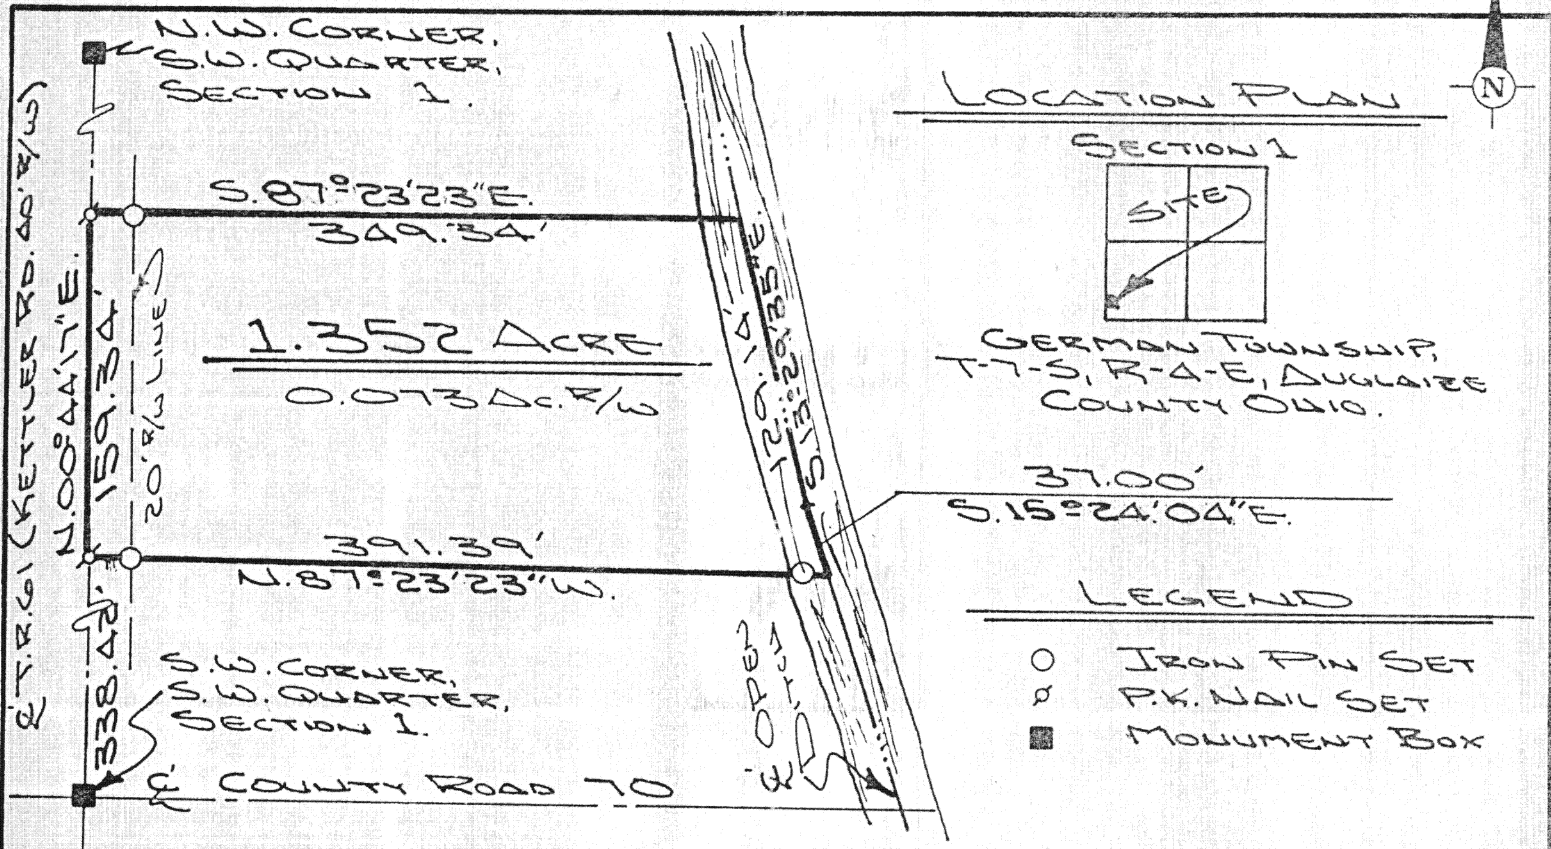 N.W. CORNER,
S.W. QUARTER,
SECTION 1.
N
LOCATION PLAN
SECTION 1
SITE
GERMAN TOWNSHIP,
T-7-S, R-4-E, AUGLAIZE
COUNTY OHIO.
℄ T.R.61 (KETTLER RD. 40' R/W)
N.00°44'17"E.
159.34'
20' R/W LINE
S.87°23'23"E.
349.34'
1.352 ACRE
0.073 AC. R/W
129.14'
S.13°29'35"E.
37.00'
S.15°24'04"E.
391.39'
N.87°23'23"W.
338.42'
S.W. CORNER,
S.W. QUARTER,
SECTION 1.
℄ COUNTY ROAD 70
℄ OPEN
DITCH
LEGEND
IRON PIN SET
P.K. NAIL SET
MONUMENT BOX